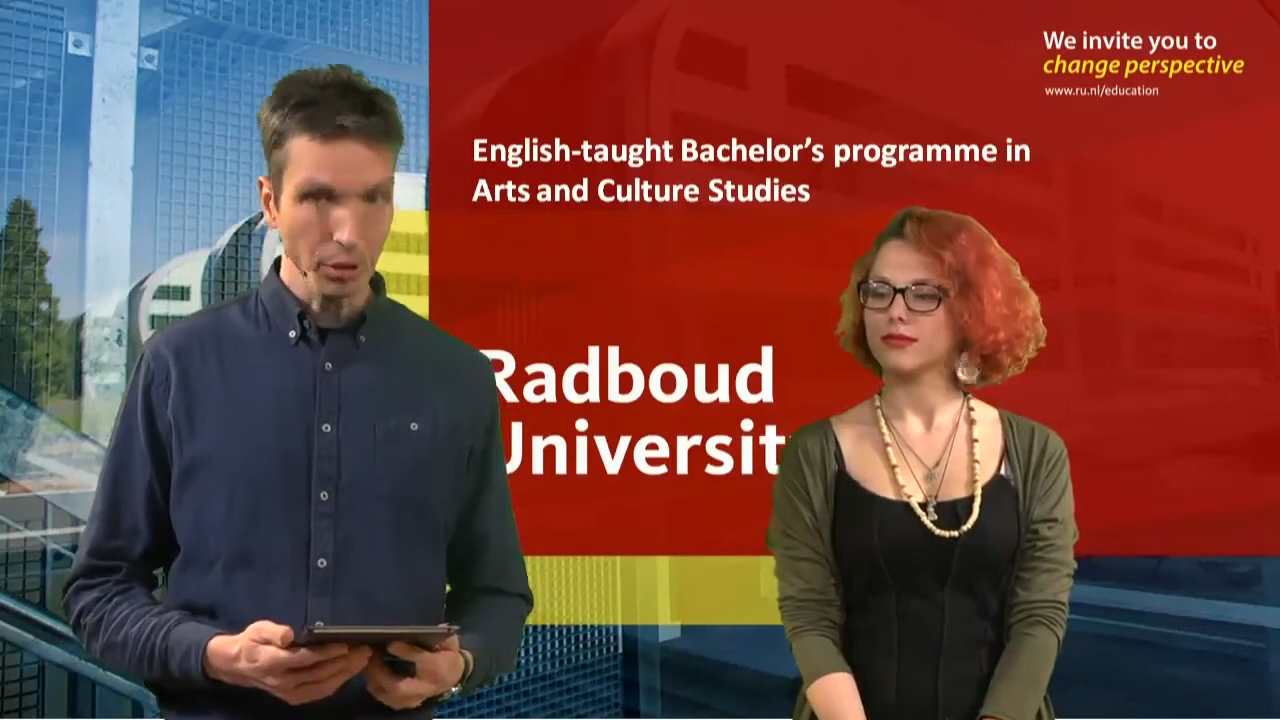 We invite you to
change perspective
www.ru.nl/education
English-taught Bachelor's programme in
Arts and Culture Studies
Radboud
Universit